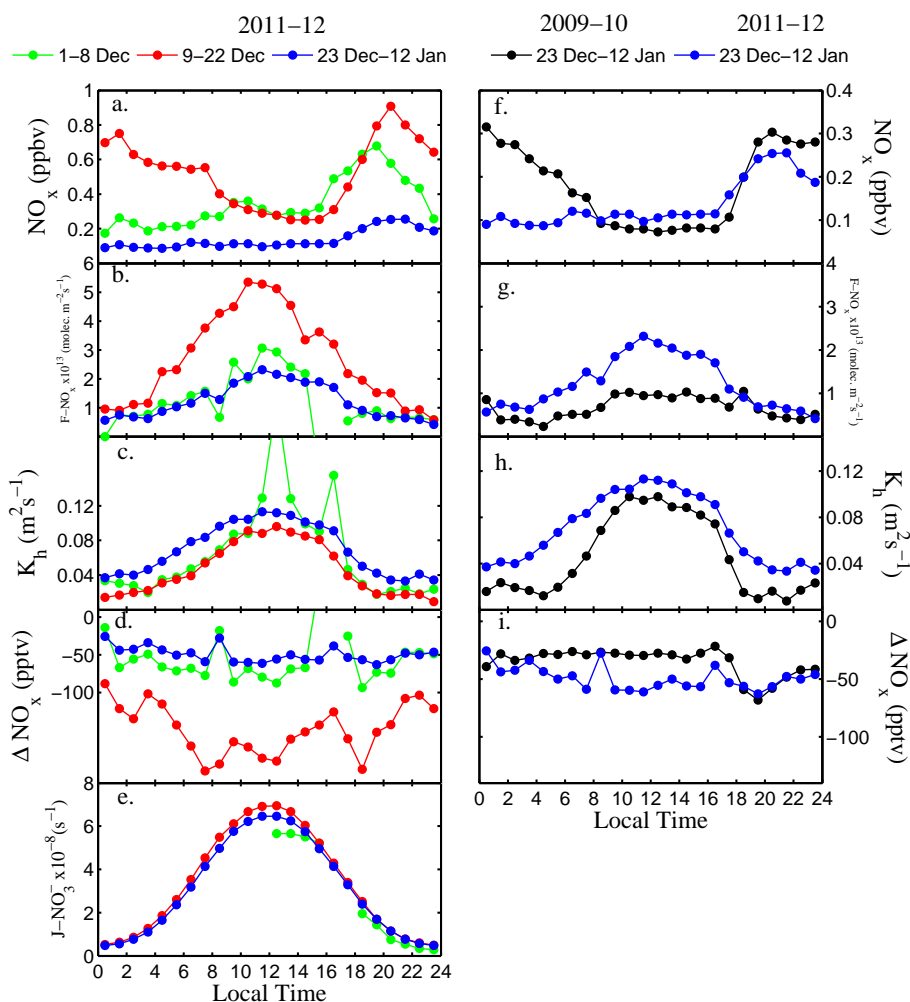 2011–12
2009–10 2011–12
1–8 Dec 9–22 Dec 23 Dec–12 Jan
23 Dec–12 Jan 23 Dec–12 Jan
a.
NOx (ppbv)
1
0.8
0.6
0.4
0.2
b.
F–NOx x10^13 (molec. m^−2 s^−1)
6
5
4
3
2
1
c.
Kh (m^2 s^−1)
0.12
0.08
0.04
d.
Δ NOx (pptv)
0
−50
−100
e.
J–NO3^− x10^−8 (s^−1)
8
6
4
2
0
0 2 4 6 8 10 12 14 16 18 20 22 24
Local Time
f.
NOx (ppbv)
0.4
0.3
0.2
0.1
g.
F–NOx x10^13 (molec. m^−2 s^−1)
4
3
2
1
h.
Kh (m^2 s^−1)
0.12
0.08
0.04
i.
Δ NOx (pptv)
0
−50
−100
0 2 4 6 8 10 12 14 16 18 20 22 24
Local Time